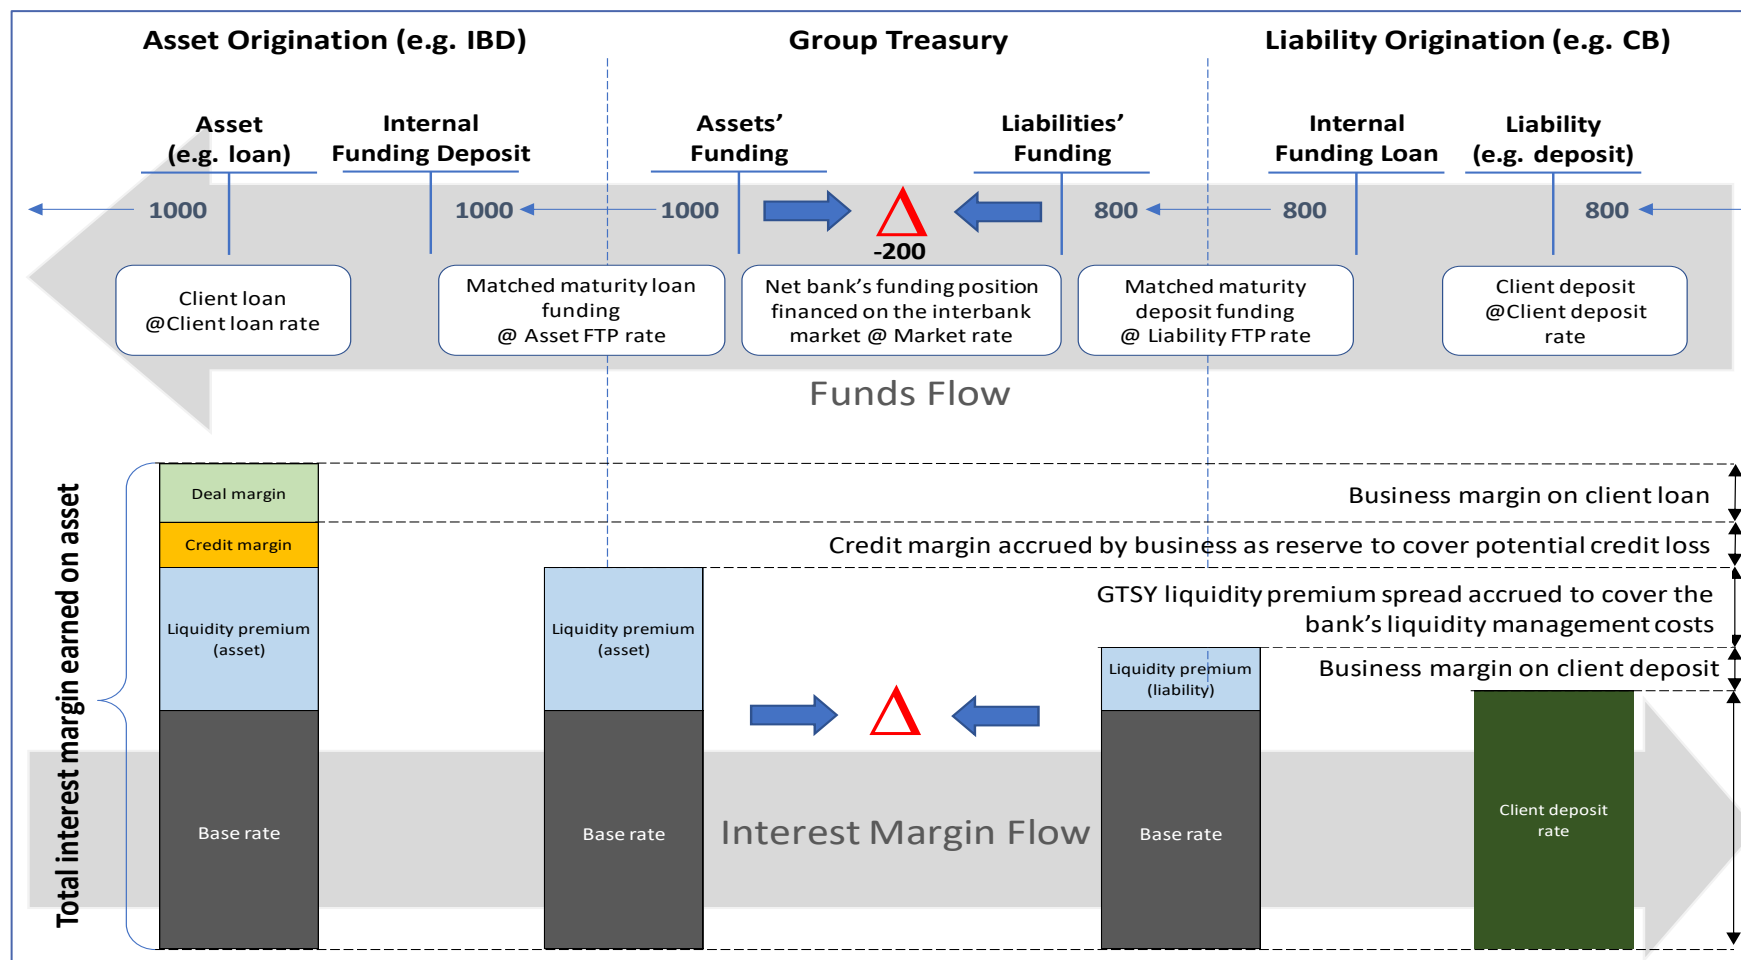 Asset Origination (e.g. IBD)
Group Treasury
Liability Origination (e.g. CB)
Asset
(e.g. loan)
Internal
Funding Deposit
Assets’
Funding
Liabilities’
Funding
Internal
Funding Loan
Liability
(e.g. deposit)
1000
1000
1000
-200
800
800
800
Client loan
@Client loan rate
Matched maturity loan
funding
@ Asset FTP rate
Net bank’s funding position
financed on the interbank
market @ Market rate
Matched maturity
deposit funding
@ Liability FTP rate
Client deposit
@Client deposit
rate
Funds Flow
Total interest margin earned on asset
Deal margin
Credit margin
Liquidity premium
(asset)
Base rate
Liquidity premium
(asset)
Base rate
Interest Margin Flow
Liquidity premium
(liability)
Base rate
Client deposit
rate
Business margin on client loan
Credit margin accrued by business as reserve to cover potential credit loss
GTSY liquidity premium spread accrued to cover the
bank’s liquidity management costs
Business margin on client deposit